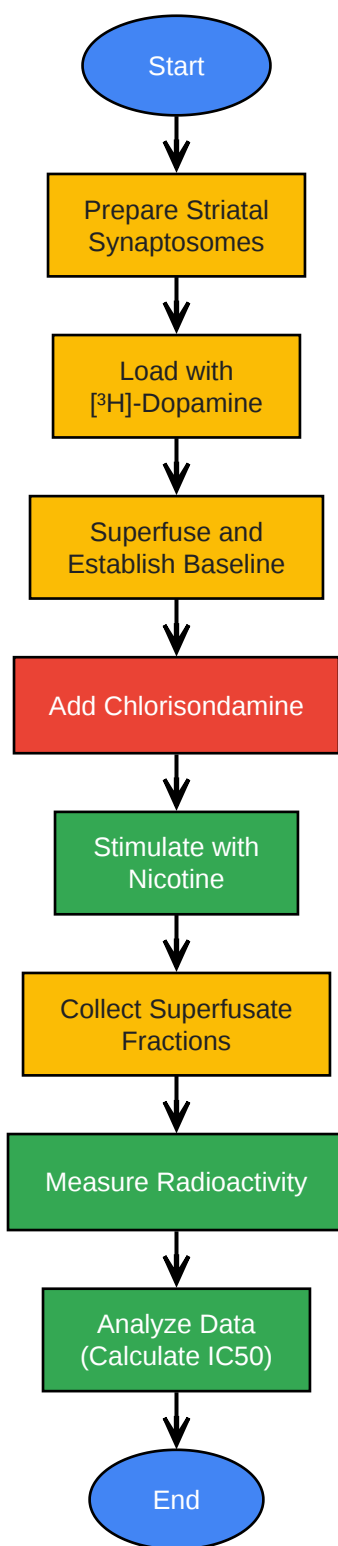 Start
Prepare Striatal
Synaptosomes
Load with
[³H]-Dopamine
Superfuse and
Establish Baseline
Add Chlorisondamine
Stimulate with
Nicotine
Collect Superfusate
Fractions
Measure Radioactivity
Analyze Data
(Calculate IC50)
End